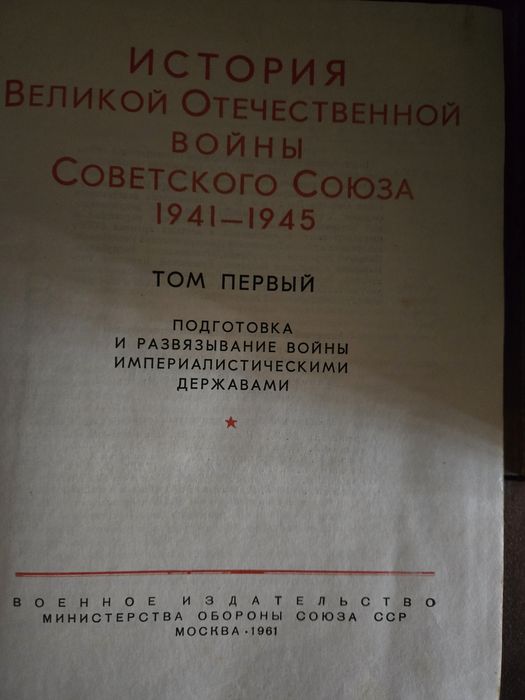 ИСТОРИЯ
ВЕЛИКОЙ ОТЕЧЕСТВЕННОЙ
ВОЙНЫ
СОВЕТСКОГО СОЮЗА
1941—1945
ТОМ ПЕРВЫЙ
ПОДГОТОВКА
И РАЗВЯЗЫВАНИЕ ВОЙНЫ
ИМПЕРИАЛИСТИЧЕСКИМИ
ДЕРЖАВАМИ
ВОЕННОЕ ИЗДАТЕЛЬСТВО
МИНИСТЕРСТВА ОБОРОНЫ СОЮЗА ССР
МОСКВА · 1961